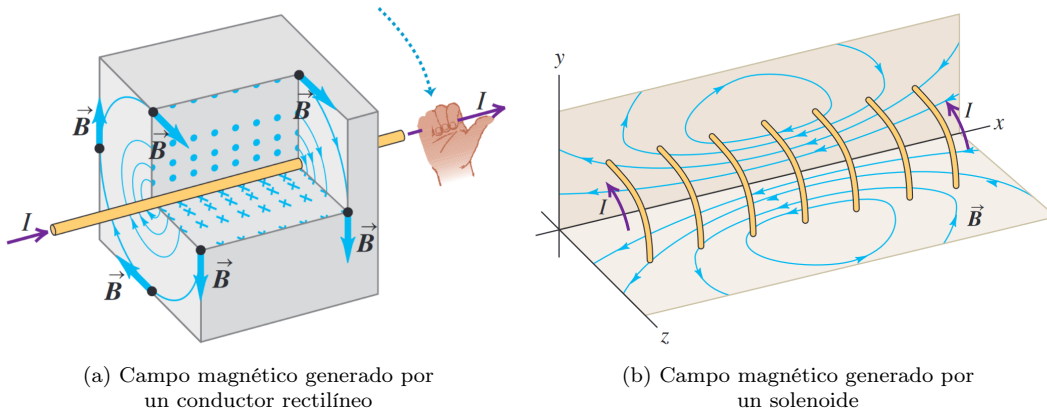 I
B
B
B
B
B
B
I
(a) Campo magnético generado por
un conductor rectilíneo
y
x
z
I
I
B
(b) Campo magnético generado por
un solenoide